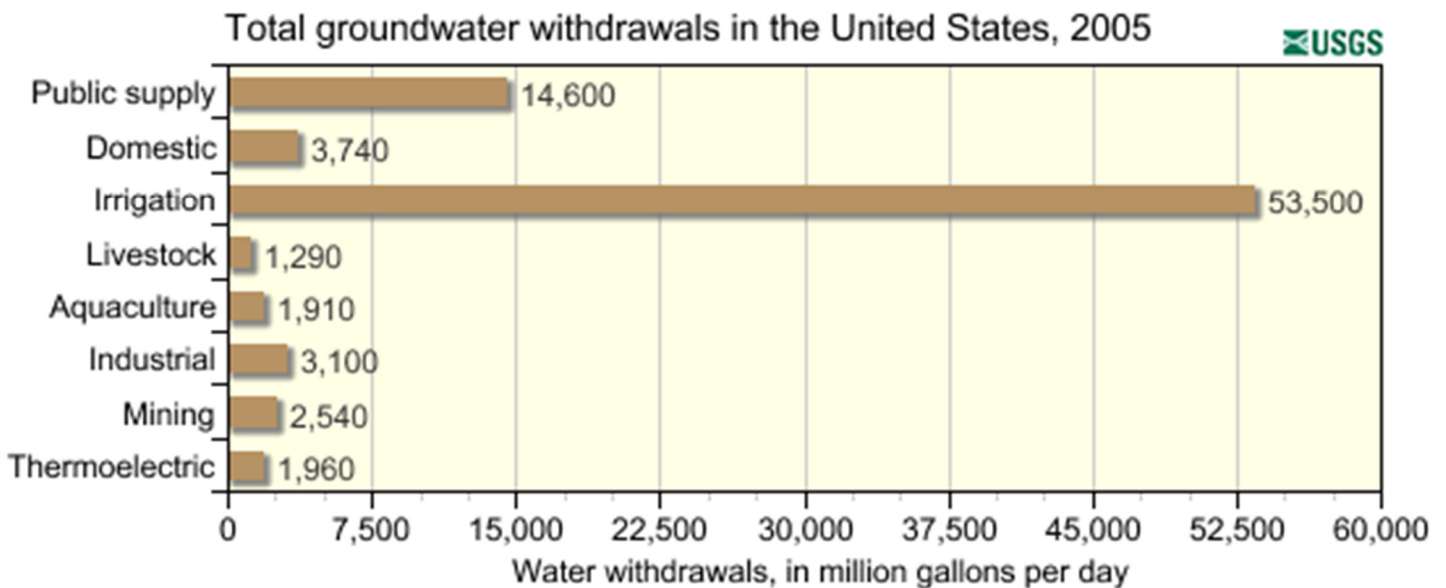 Total groundwater withdrawals in the United States, 2005
USGS
Public supply 14,600
Domestic 3,740
Irrigation 53,500
Livestock 1,290
Aquaculture 1,910
Industrial 3,100
Mining 2,540
Thermoelectric 1,960
0 7,500 15,000 22,500 30,000 37,500 45,000 52,500 60,000
Water withdrawals, in million gallons per day